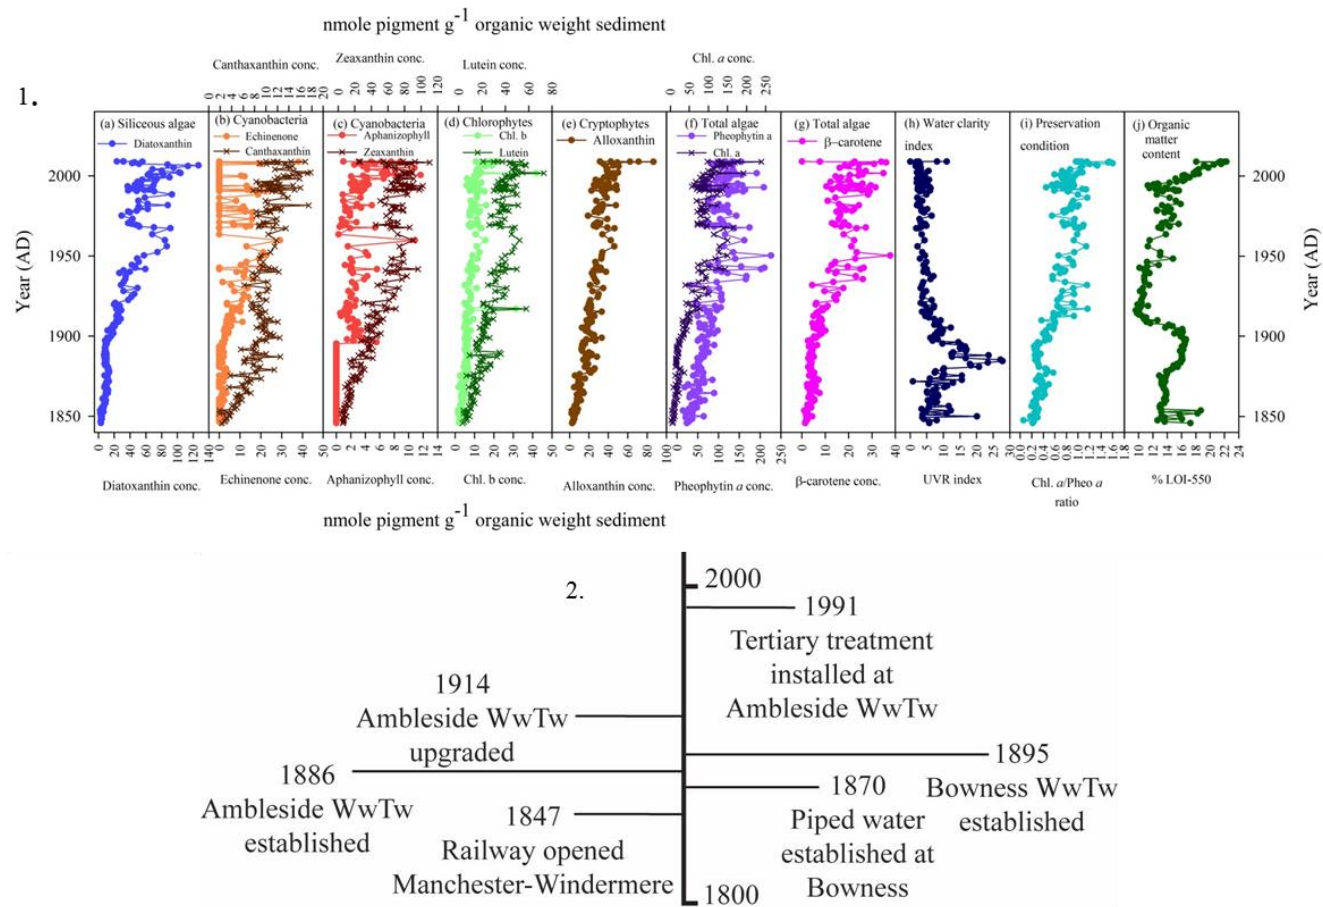 nmole pigment g-1 organic weight sediment
Canthaxanthin conc.
Zeaxanthin conc.
Lutein conc.
Chl. a conc.
0 2 4 6 8 10 12 14 16 18 20
0 20 40 60 80 100 120
0 20 40 60 80
0 50 100 150 200 250
1.
(a) Siliceous algae
Diatoxanthin
(b) Cyanobacteria
Echinenone
Canthaxanthin
(c) Cyanobacteria
Aphanizophyll
Zeaxanthin
(d) Chlorophytes
Chl. b
Lutein
(e) Cryptophytes
Alloxanthin
(f) Total algae
Pheophytin a
Chl. a
(g) Total algae
β–carotene
(h) Water clarity
index
(i) Preservation
condition
(j) Organic
matter
content
Year (AD)
2000
1950
1900
1850
2000
1950
1900
1850
Year (AD)
0 20 40 60 80 100 120 140
0 10 20 30 40
0 4 8 12 16
0 10 20 30 40 50
0 20 40 60 80 100
0 50 100 150 200 250
0 10 20 30 40
0 5 10 15 20 25 30
0.0 0.2 0.4 0.6 0.8 1.0 1.2 1.4 1.6 1.8
10 12 14 16 18 20 22 24
Diatoxanthin conc.
Echinenone conc.
Aphanizophyll conc.
Chl. b conc.
Alloxanthin conc.
Pheophytin a conc.
β-carotene conc.
UVR index
Chl. a/Pheo a
ratio
% LOI-550
nmole pigment g-1 organic weight sediment
2.
2000
1991
Tertiary treatment
installed at
Ambleside WwTw
1914
Ambleside WwTw
upgraded
1895
Bowness WwTw
established
1886
Ambleside WwTw
established
1870
Piped water
established at
Bowness
1847
Railway opened
Manchester-Windermere
1800